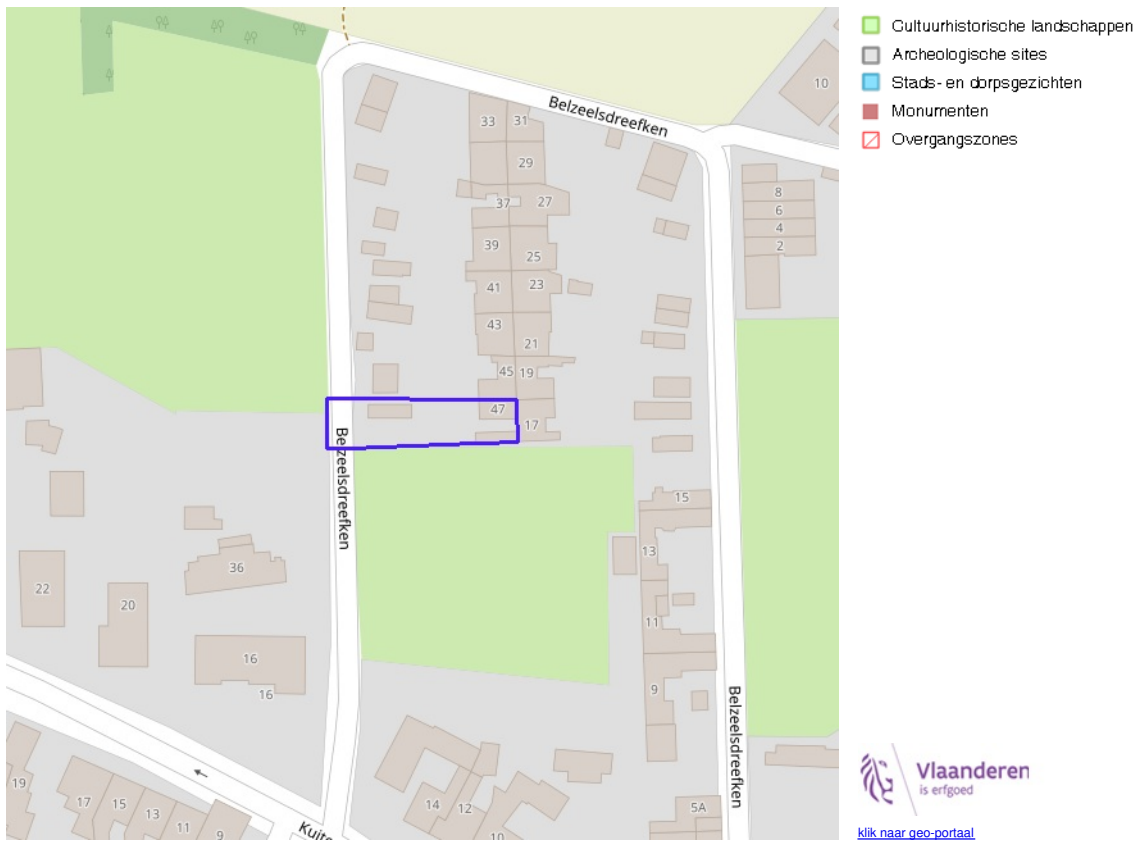 Cultuurhistorische landschappen
Archeologische sites
Stads- en dorpsgezichten
Monumenten
Overgangszones
10
Belzeelsdreefken
33
31
29
37
27
39
25
41
23
43
21
45
19
47
17
8
6
4
2
Belzeelsdreefken
15
13
11
9
22
20
36
16
16
Belzeelsdreefken
19
17
15
13
11
9
14
12
10
5A
Kuite
Vlaanderen
is erfgoed
klik naar geo-portaal